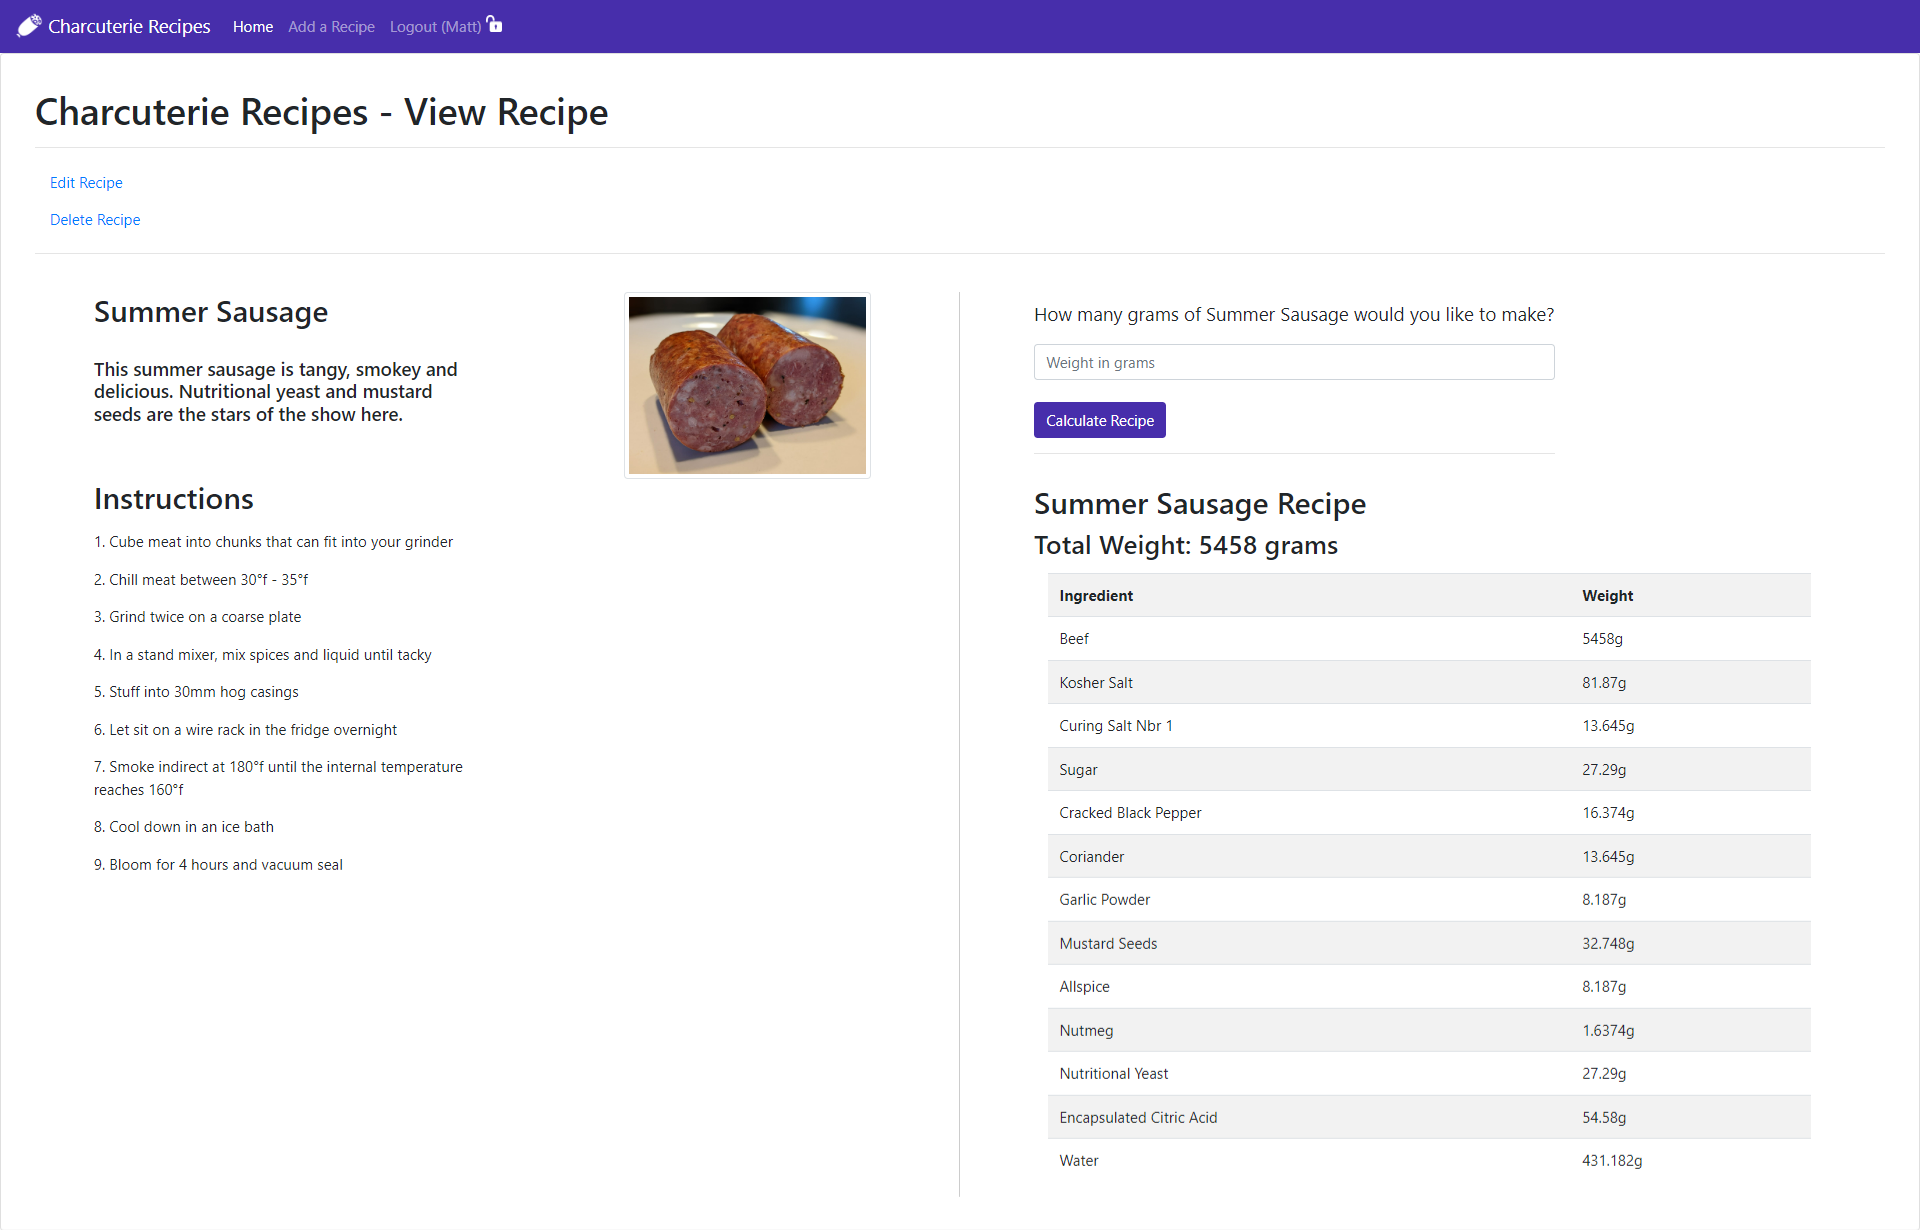 Charcuterie Recipes Home Add a Recipe Logout (Matt)
Charcuterie Recipes - View Recipe
Edit Recipe
Delete Recipe
Summer Sausage
This summer sausage is tangy, smokey and
delicious. Nutritional yeast and mustard
seeds are the stars of the show here.
Instructions
1. Cube meat into chunks that can fit into your grinder
2. Chill meat between 30°f - 35°f
3. Grind twice on a coarse plate
4. In a stand mixer, mix spices and liquid until tacky
5. Stuff into 30mm hog casings
6. Let sit on a wire rack in the fridge overnight
7. Smoke indirect at 180°f until the internal temperature
reaches 160°f
8. Cool down in an ice bath
9. Bloom for 4 hours and vacuum seal
How many grams of Summer Sausage would you like to make?
Weight in grams
Calculate Recipe
Summer Sausage Recipe
Total Weight: 5458 grams
Ingredient Weight
Beef 5458g
Kosher Salt 81.87g
Curing Salt Nbr 1 13.645g
Sugar 27.29g
Cracked Black Pepper 16.374g
Coriander 13.645g
Garlic Powder 8.187g
Mustard Seeds 32.748g
Allspice 8.187g
Nutmeg 1.6374g
Nutritional Yeast 27.29g
Encapsulated Citric Acid 54.58g
Water 431.182g